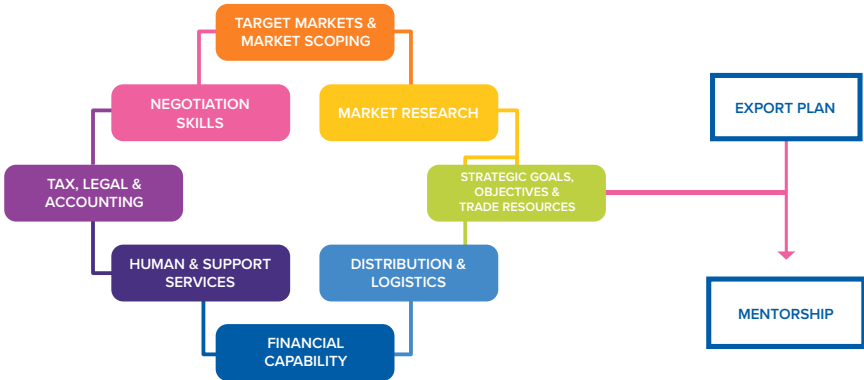 TARGET MARKETS &
MARKET SCOPING
NEGOTIATION
SKILLS
MARKET RESEARCH
EXPORT PLAN
TAX, LEGAL &
ACCOUNTING
STRATEGIC GOALS,
OBJECTIVES &
TRADE RESOURCES
HUMAN & SUPPORT
SERVICES
DISTRIBUTION &
LOGISTICS
MENTORSHIP
FINANCIAL
CAPABILITY